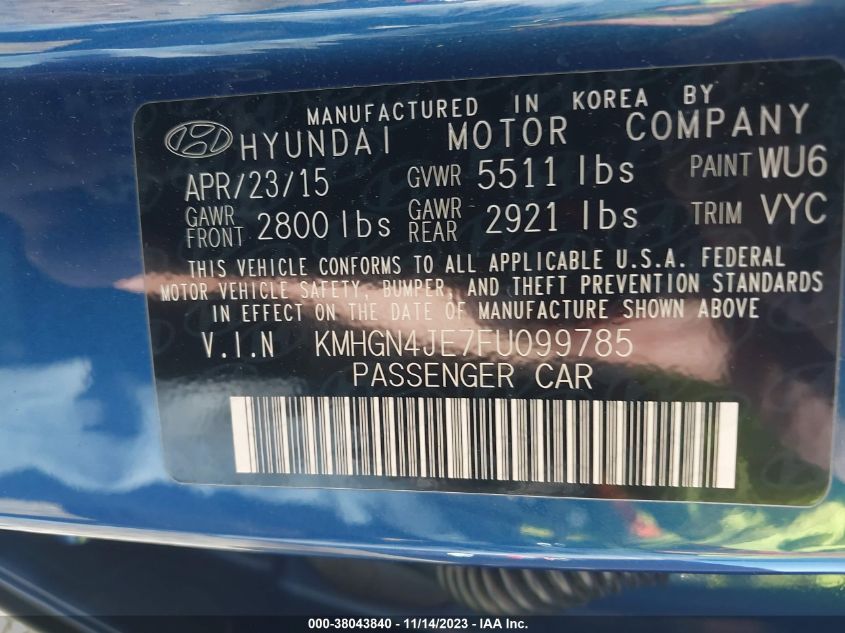 MANUFACTURED IN KOREA BY
HYUNDAI MOTOR COMPANY
APR/23/15 GVWR 5511 lbs PAINT WU6
GAWR FRONT 2800 lbs GAWR REAR 2921 lbs TRIM VYC
THIS VEHICLE CONFORMS TO ALL APPLICABLE U.S.A. FEDERAL
MOTOR VEHICLE SAFETY, BUMPER, AND THEFT PREVENTION STANDARDS
IN EFFECT ON THE DATE OF MANUFACTURE SHOWN ABOVE
V.I.N KMHGN4JE7FU099785
PASSENGER CAR
000-38043840 - 11/14/2023 - IAA Inc.